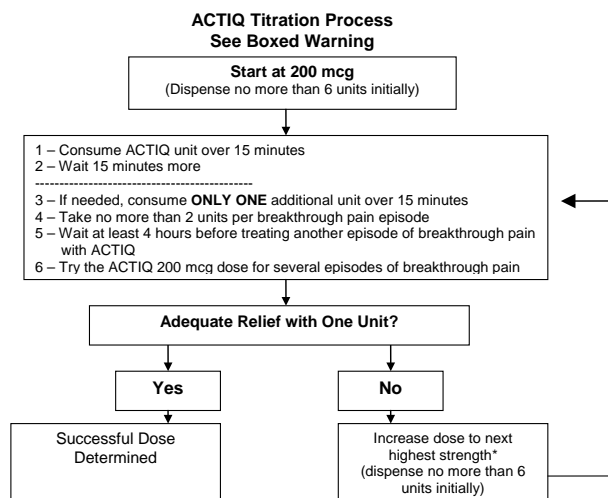 ACTIQ Titration Process
See Boxed Warning
Start at 200 mcg
(Dispense no more than 6 units initially)
1 – Consume ACTIQ unit over 15 minutes
2 – Wait 15 minutes more
---------------------------------------------
3 – If needed, consume ONLY ONE additional unit over 15 minutes
4 – Take no more than 2 units per breakthrough pain episode
5 – Wait at least 4 hours before treating another episode of breakthrough pain
with ACTIQ
6 – Try the ACTIQ 200 mcg dose for several episodes of breakthrough pain
Adequate Relief with One Unit?
Yes
No
Successful Dose
Determined
Increase dose to next
highest strength*
(dispense no more than 6
units initially)